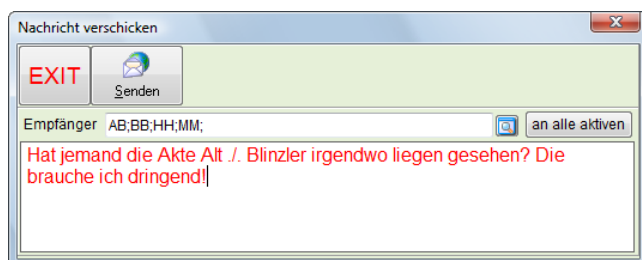 Nachricht verschicken
EXIT
Senden
Empfänger AB;BB;HH;MM; an alle aktiven
Hat jemand die Akte Alt ./. Blinzler irgendwo liegen gesehen? Die
brauche ich dringend!